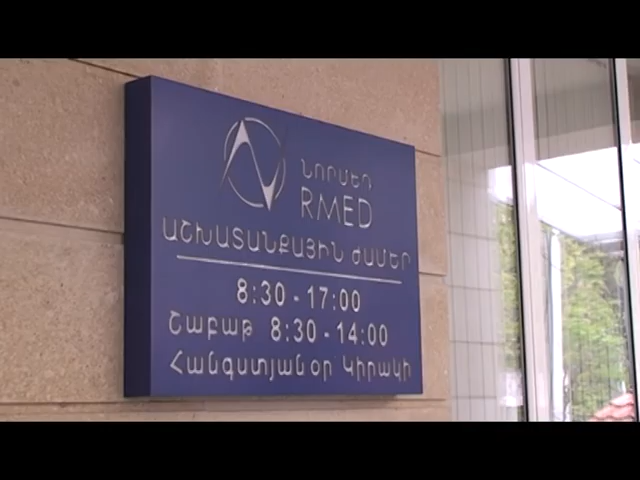 ՆՈՐՄԵԴ
RMED
ԱՇԽԱՏԱՆՔԱՅԻՆ ԺԱՄԵՐ
8:30 - 17:00
Շաբաթ 8:30 - 14:00
Հանգստյան օր Կիրակի